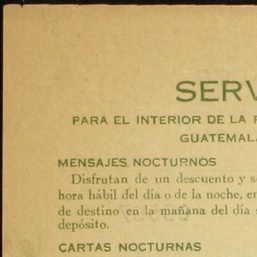 SERV
PARA EL INTERIOR DE LA
GUATEMALA
MENSAJES NOCTURNOS
Disfrutan de un descuento y
hora hábil del día o de la noche, en
de destino en la mañana del día
depósito.
CARTAS NOCTURNAS